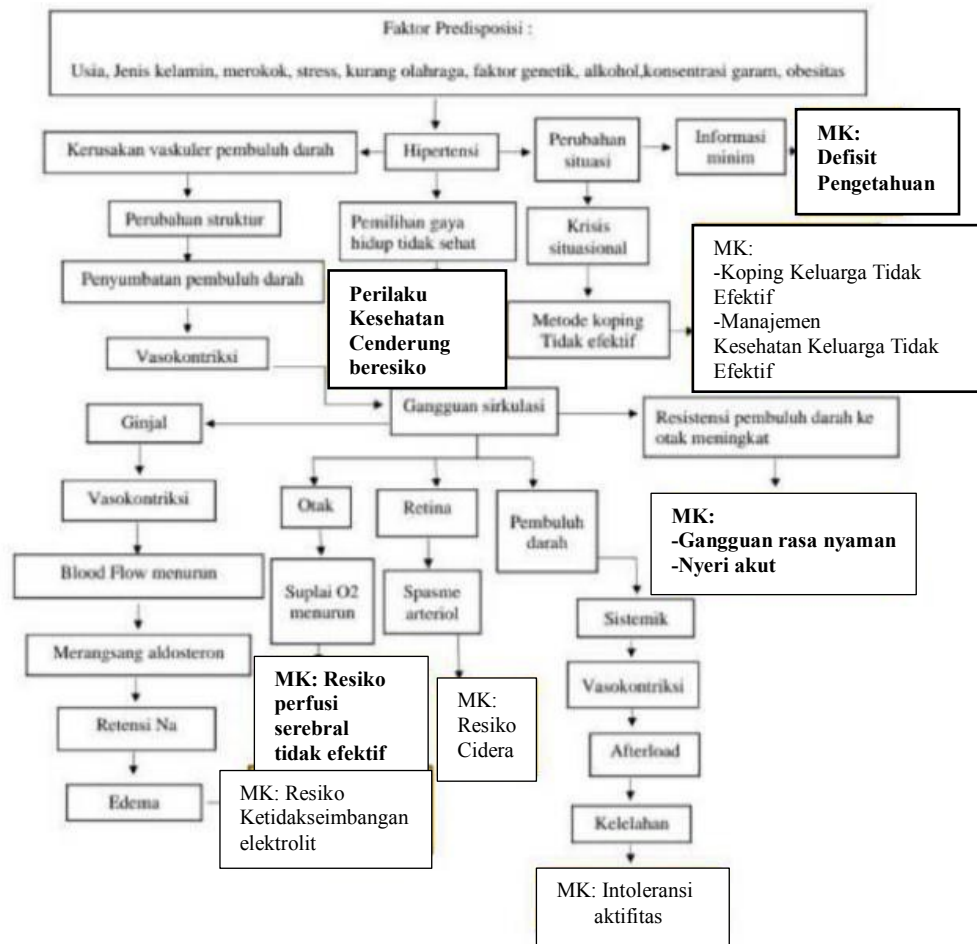 Faktor Predisposisi :
Usia, Jenis kelamin, merokok, stress, kurang olahraga, faktor genetik, alkohol,konsentrasi garam, obesitas
Kerusakan vaskuler pembuluh darah
Hipertensi
Perubahan
situasi
Informasi
minim
MK:
Defisit
Pengetahuan
Perubahan struktur
Pemilihan gaya
hidup tidak sehat
Krisis
situasional
MK:
-Koping Keluarga Tidak
Efektif
-Manajemen
Kesehatan Keluarga Tidak
Efektif
Penyumbatan pembuluh darah
Perilaku
Kesehatan
Cenderung
beresiko
Metode koping
Tidak efektif
Vasokontriksi
Gangguan sirkulasi
Ginjal
Resistensi pembuluh darah ke
otak meningkat
Vasokontriksi
Otak
Retina
Pembuluh
darah
MK:
-Gangguan rasa nyaman
-Nyeri akut
Blood Flow menurun
Suplai O2
menurun
Spasme
arteriol
Sistemik
Merangsang aldosteron
MK: Resiko
perfusi
serebral
tidak efektif
MK:
Resiko
Cidera
Vasokontriksi
Retensi Na
Afterload
Edema
MK: Resiko
Ketidakseimbangan
elektrolit
Kelelahan
MK: Intoleransi
aktifitas